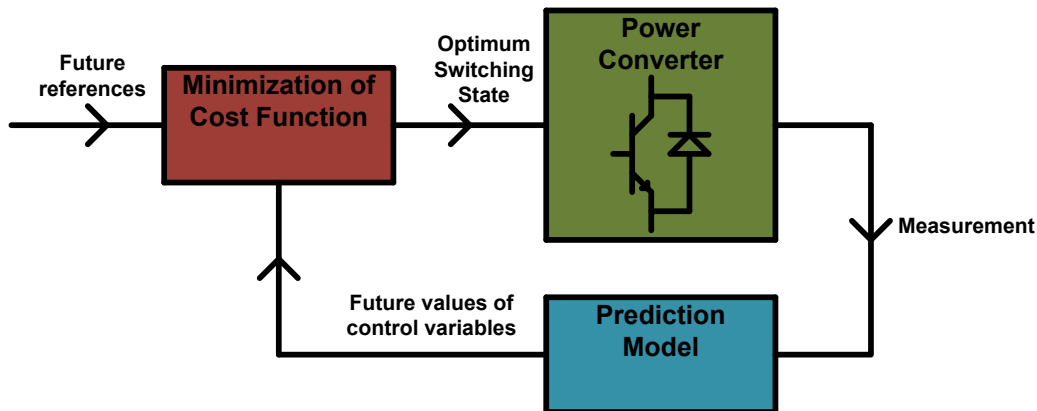 Future
references
Minimization of
Cost Function
Optimum
Switching
State
Power
Converter
Measurement
Future values of
control variables
Prediction
Model